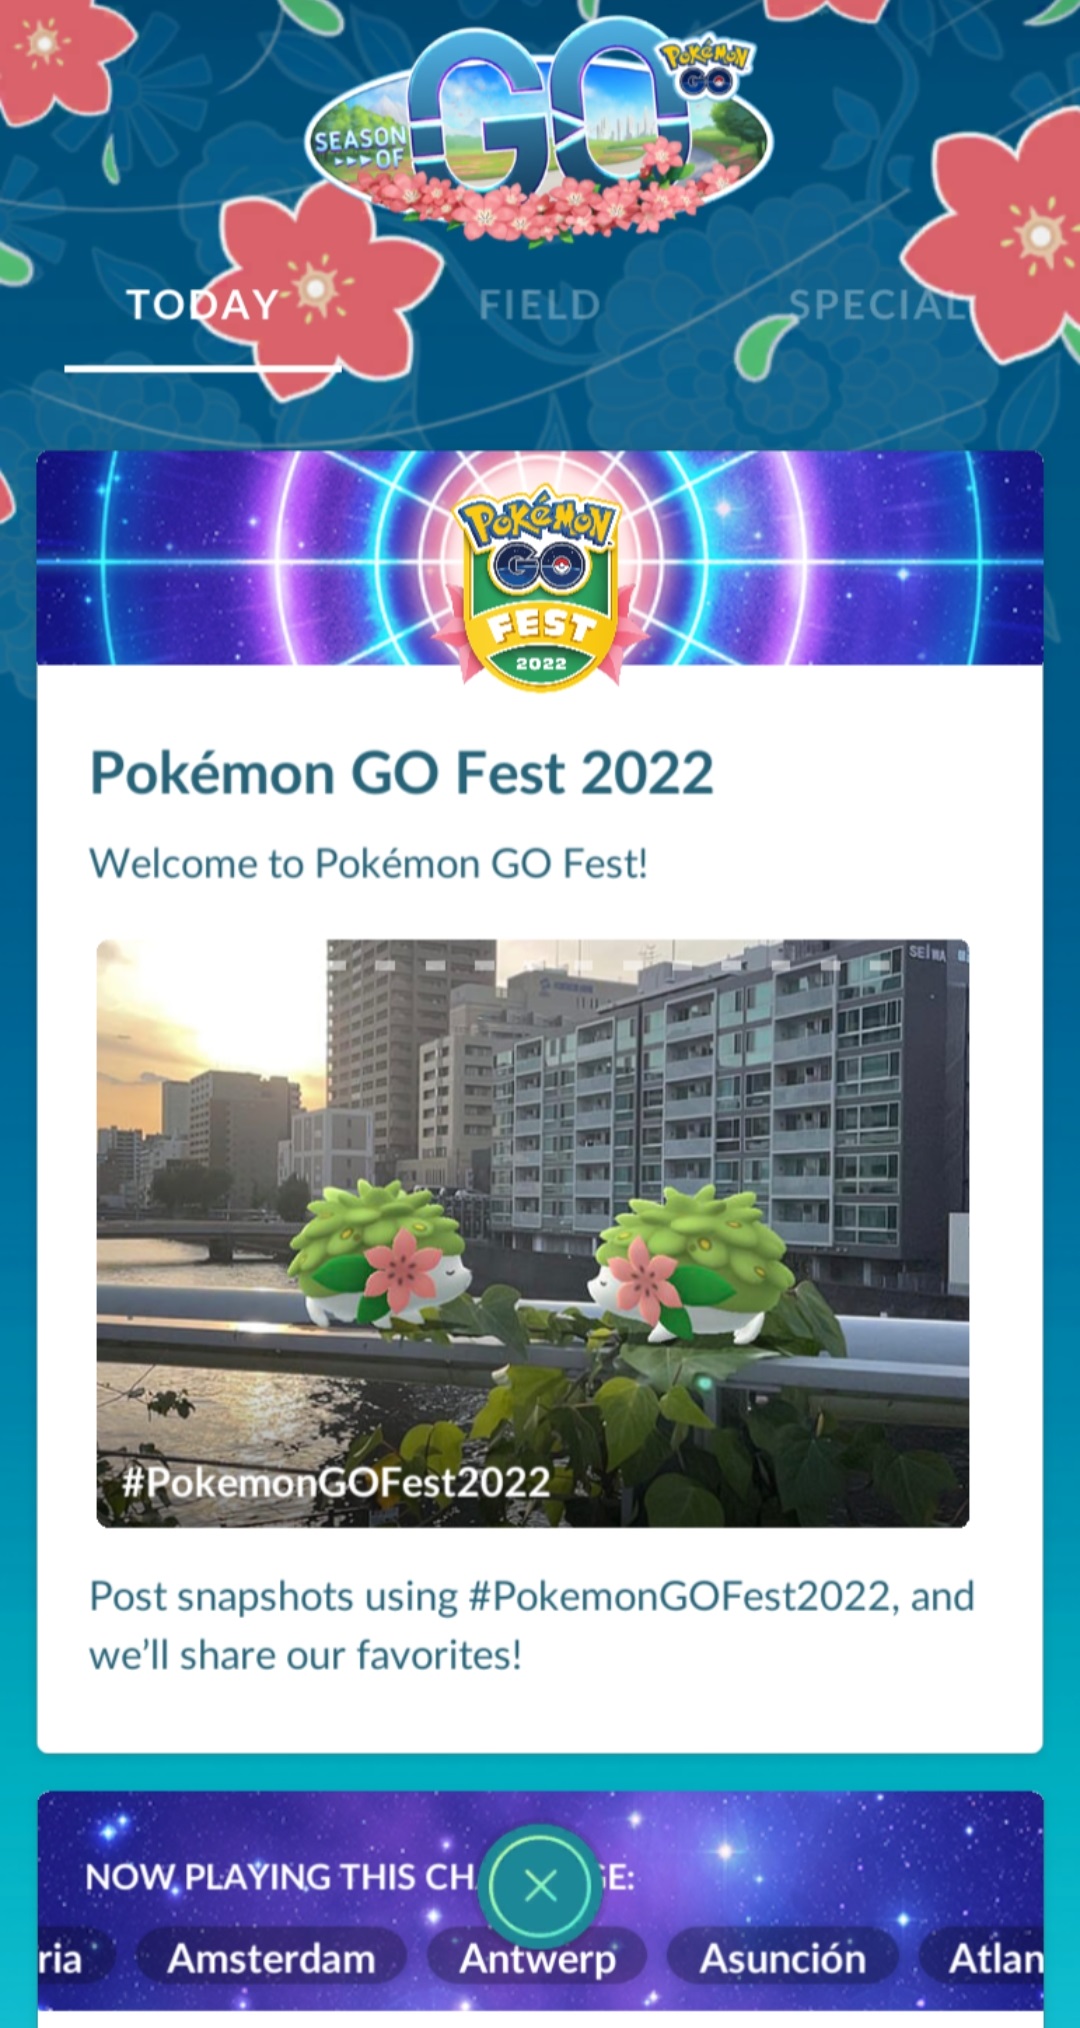 SEASON
OF
GO
POKÉMON
GO
TODAY
FIELD
SPECIAL
POKÉMON
GO
FEST
2022
Pokémon GO Fest 2022
Welcome to Pokémon GO Fest!
SEIWA
#PokemonGOFest2022
Post snapshots using #PokemonGOFest2022, and
we’ll share our favorites!
NOW PLAYING THIS CH
GE:
ria
Amsterdam
Antwerp
Asunción
Atlan